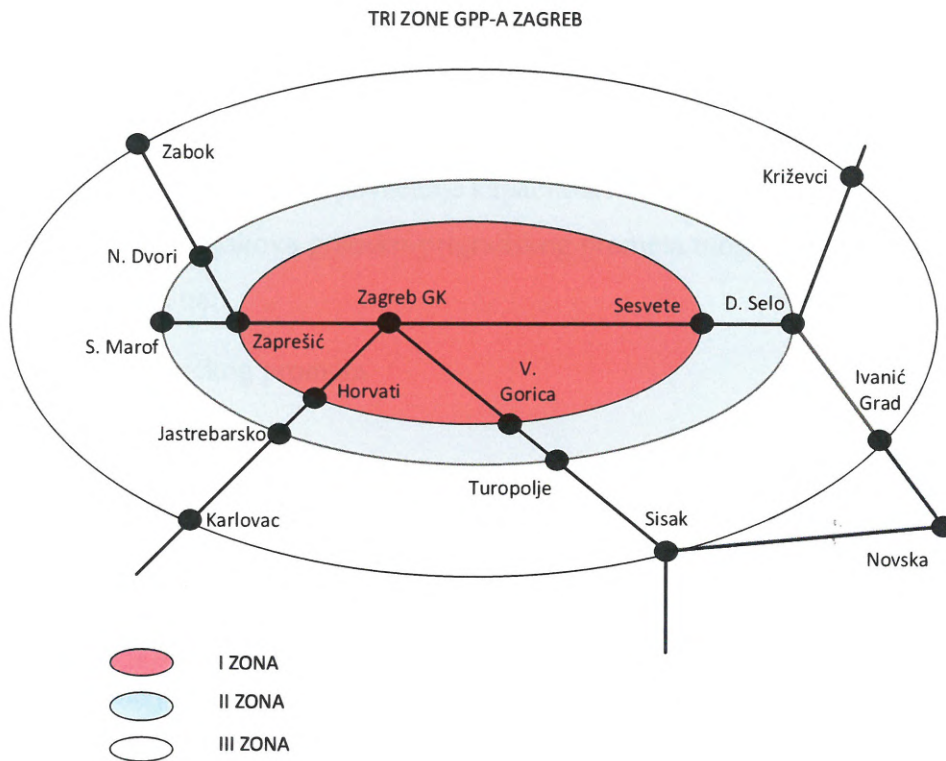 TRI ZONE GPP-A ZAGREB
Zabok
Križevci
N. Dvori
Zagreb GK
Sesvete
D. Selo
S. Marof
Zaprešić
V.
Gorica
Horvati
Ivanić
Grad
Jastrebarsko
Turopolje
Karlovac
Sisak
Novska
I ZONA
II ZONA
III ZONA